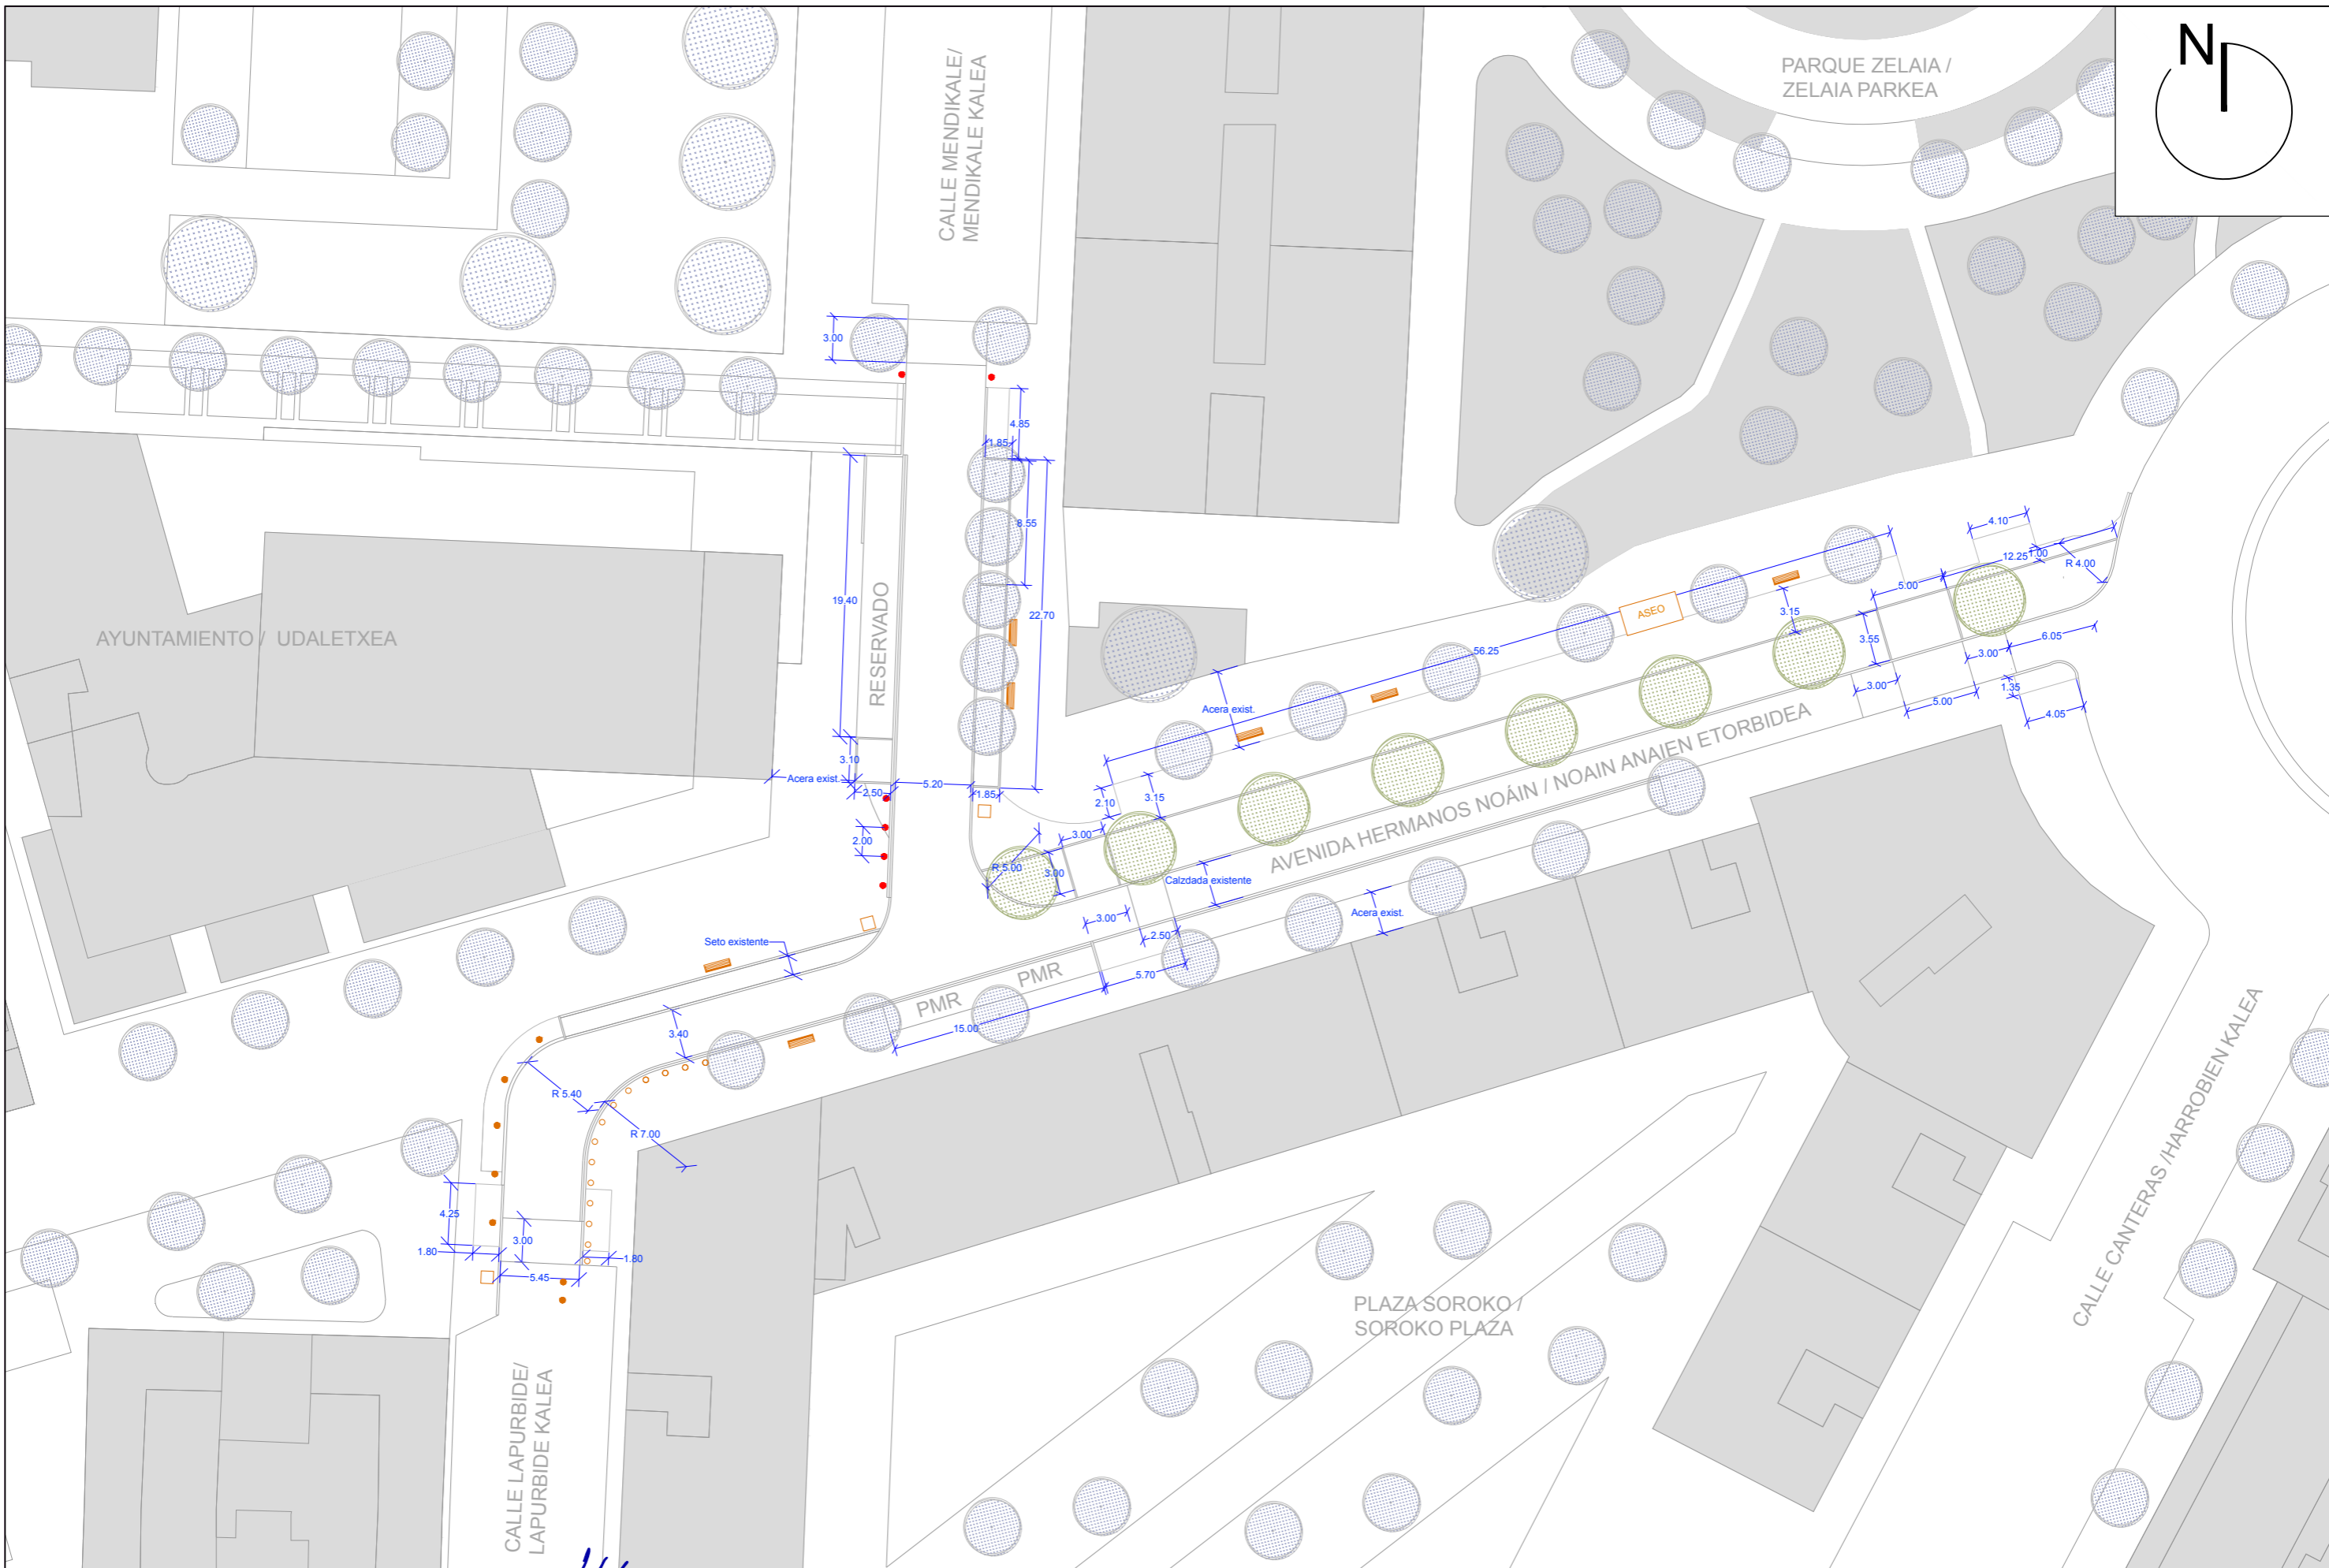 CALLE MENDIKALE/
MENDIKALE KALEA
PARQUE ZELAIA /
ZELAIA PARKEA
N
3.00
4.85
1.85
8.55
22.70
19.40
RESERVADO
AYUNTAMIENTO / UDALETXEA
3.10
Acera exist.
2.50
5.20
1.85
2.00
4.10
12.25
1.00
R 4.00
5.00
3.15
3.55
6.05
3.00
3.00
1.35
5.00
4.05
ASEO
56.25
Acera exist.
2.10
3.15
3.00
R 5.00
3.00
AVENIDA HERMANOS NOÁIN / NOAIN ANAIEN ETORBIDEA
Calzdada existente
Acera exist.
3.00
2.50
5.70
Seto existente
PMR
PMR
15.00
3.40
R 5.40
R 7.00
4.25
3.00
1.80
1.80
5.45
CALLE LAPURBIDE/
LAPURBIDE KALEA
PLAZA SOROKO /
SOROKO PLAZA
CALLE CANTERAS /HARROBIEN KALEA